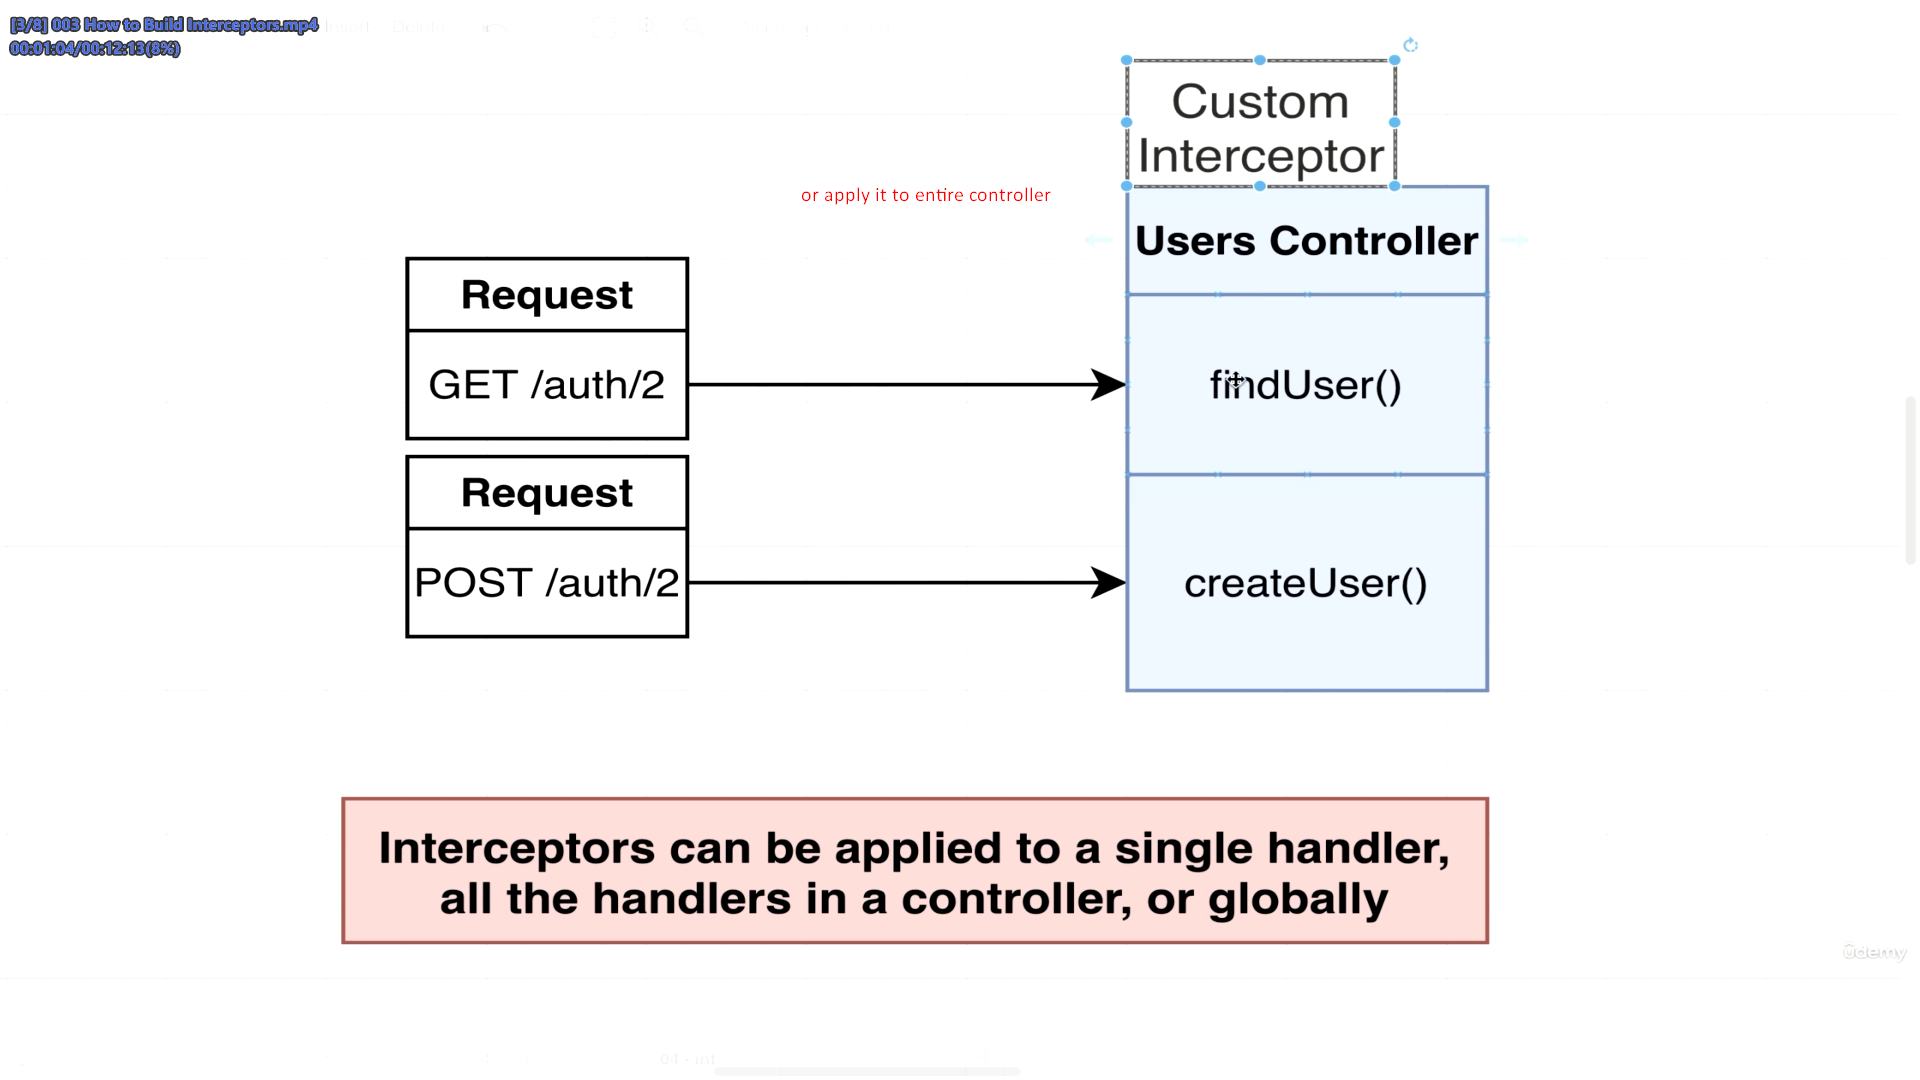 [3/8] 003 How to Build Interceptors.mp4
00:01:04/00:12:13(8%)
Custom
Interceptor
or apply it to entire controller
Users Controller
Request
GET /auth/2
findUser()
Request
POST /auth/2
createUser()
Interceptors can be applied to a single handler,
all the handlers in a controller, or globally
ûdemy